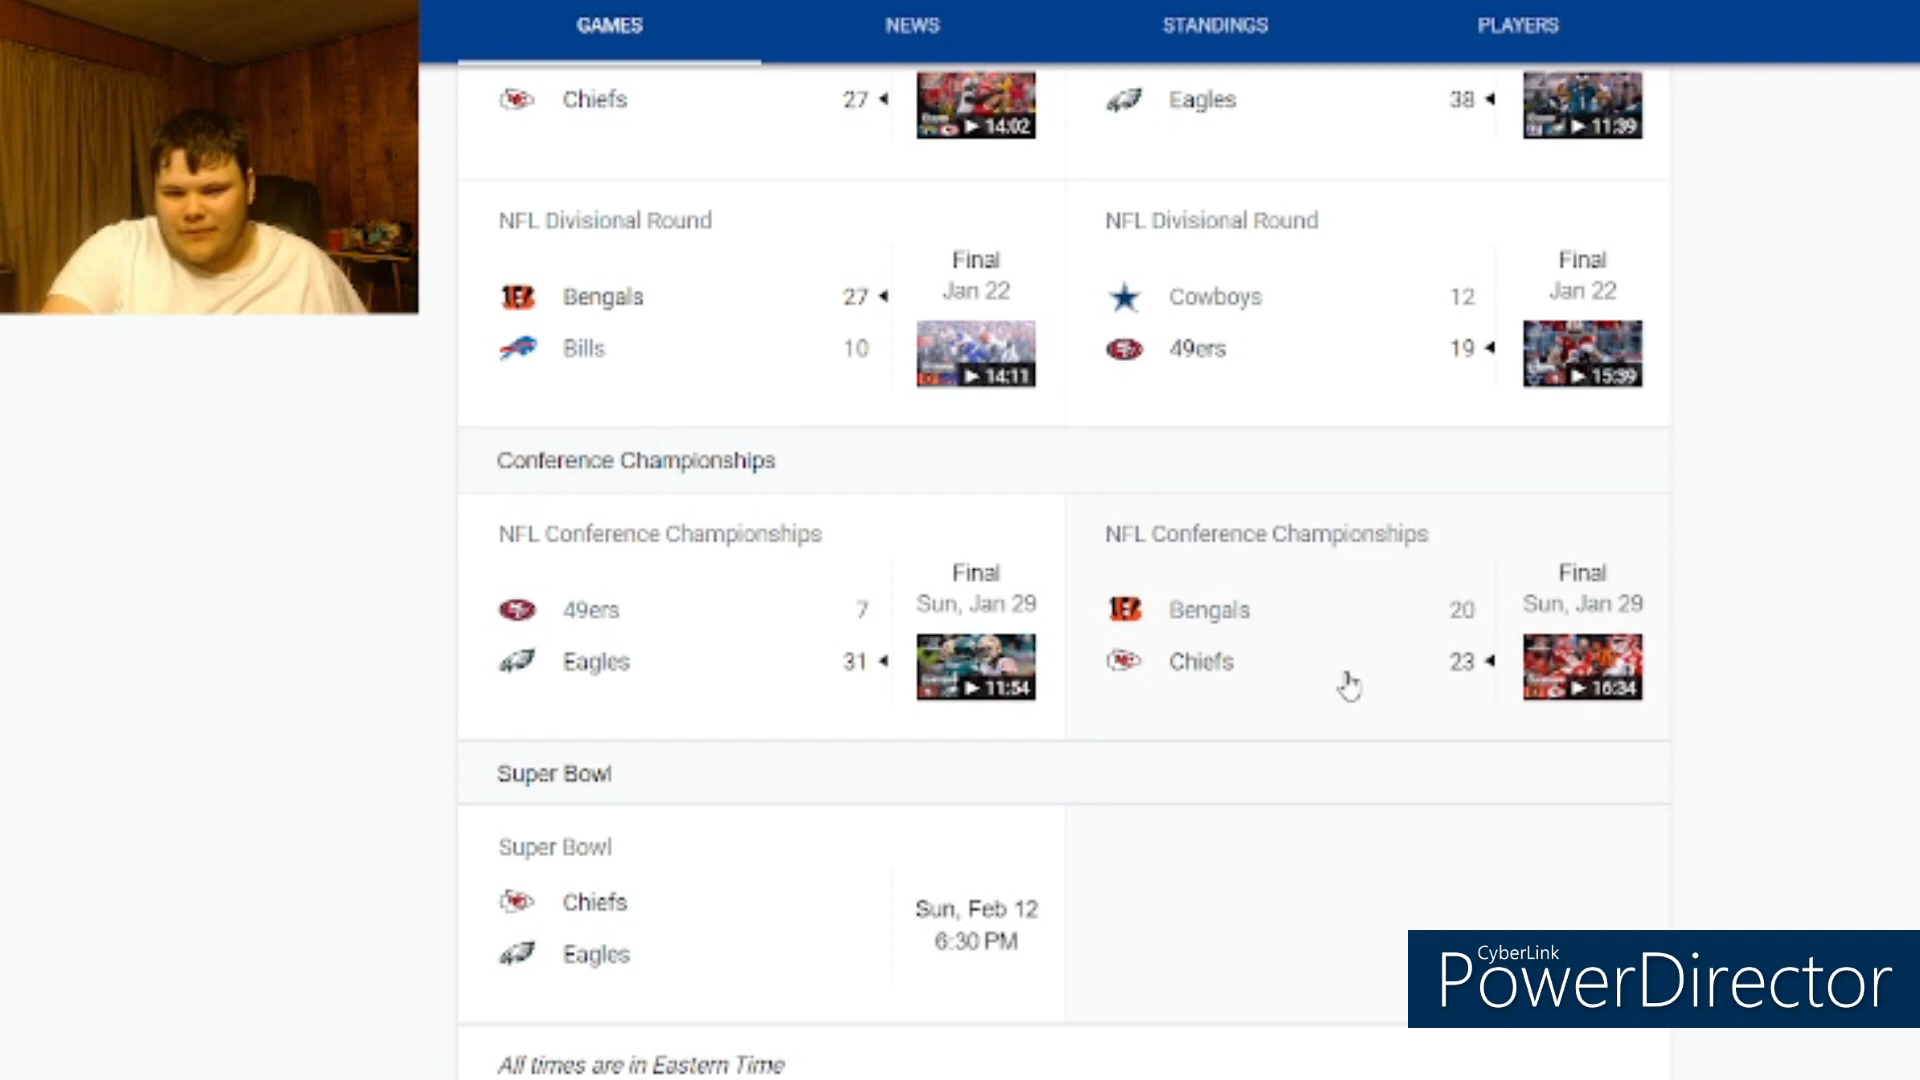 GAMES NEWS STANDINGS PLAYERS
Chiefs 27 14:02
Eagles 38 11:39
NFL Divisional Round
Final
Bengals 27 Jan 22
Bills 10
14:11
NFL Divisional Round
Final
Cowboys 12 Jan 22
49ers 19
15:39
Conference Championships
NFL Conference Championships
Final
49ers 7 Sun, Jan 29
Eagles 31
11:54
NFL Conference Championships
Final
Bengals 20 Sun, Jan 29
Chiefs 23
16:34
Super Bowl
Super Bowl
Chiefs
Sun, Feb 12
6:30 PM
Eagles
All times are in Eastern Time
CyberLink
PowerDirector